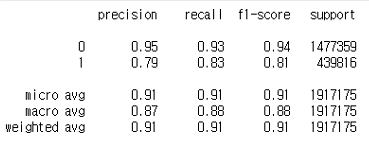 precision recall f1-score support
0 0.95 0.93 0.94 1477359
1 0.79 0.83 0.81 439816
micro avg 0.91 0.91 0.91 1917175
macro avg 0.87 0.88 0.88 1917175
weighted avg 0.91 0.91 0.91 1917175